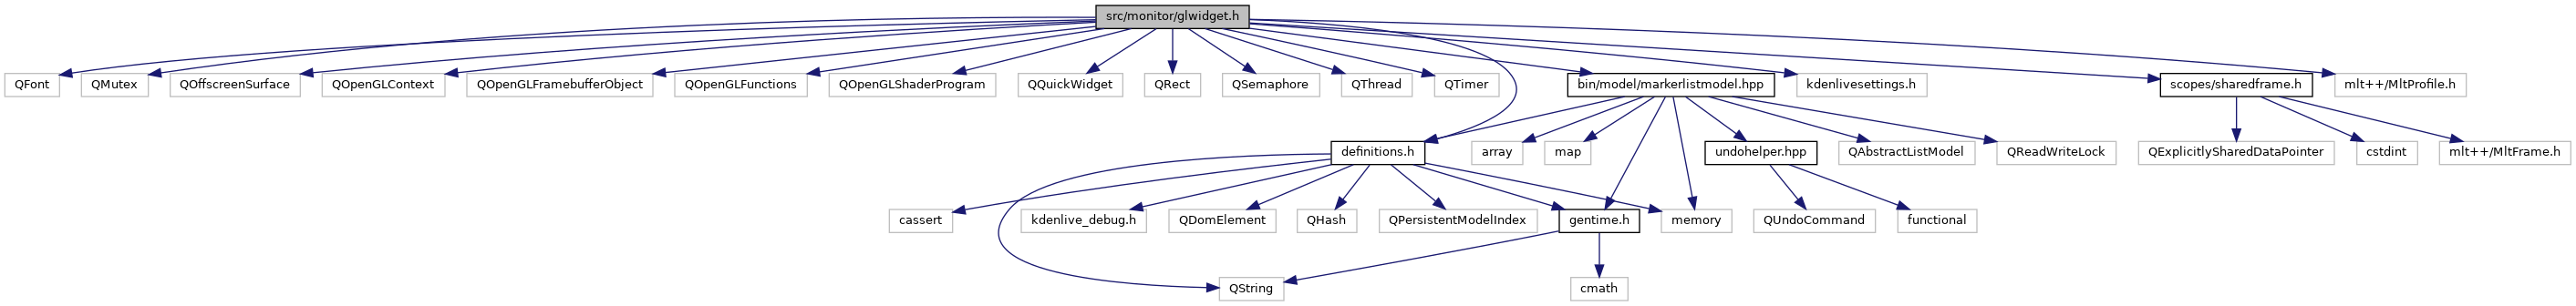 src/monitor/glwidget.h
QFont
QMutex
QOffscreenSurface
QOpenGLContext
QOpenGLFramebufferObject
QOpenGLFunctions
QOpenGLShaderProgram
QQuickWidget
QRect
QSemaphore
QThread
QTimer
bin/model/markerlistmodel.hpp
kdenlivesettings.h
scopes/sharedframe.h
mlt++/MltProfile.h
definitions.h
array
map
undohelper.hpp
QAbstractListModel
QReadWriteLock
QExplicitlySharedDataPointer
cstdint
mlt++/MltFrame.h
cassert
kdenlive_debug.h
QDomElement
QHash
QPersistentModelIndex
gentime.h
memory
QUndoCommand
functional
QString
cmath